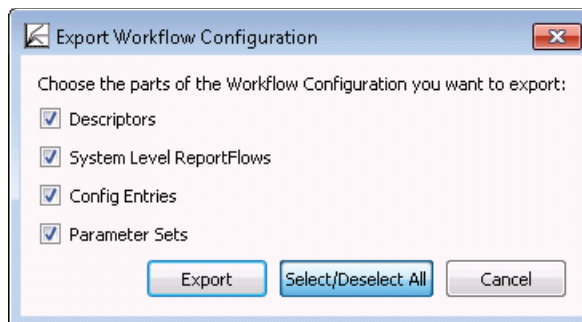 Export Workflow Configuration
Choose the parts of the Workflow Configuration you want to export:
Descriptors
System Level ReportFlows
Config Entries
Parameter Sets
Export Select/Deselect All Cancel